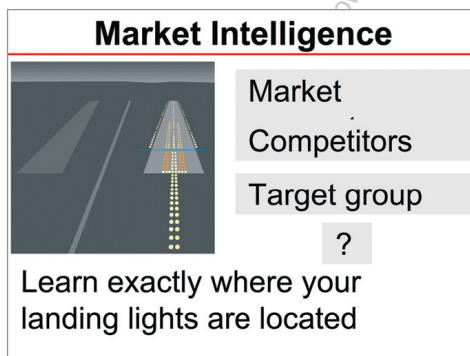 Market Intelligence
Market
Competitors
Target group
?
Learn exactly where your
landing lights are located